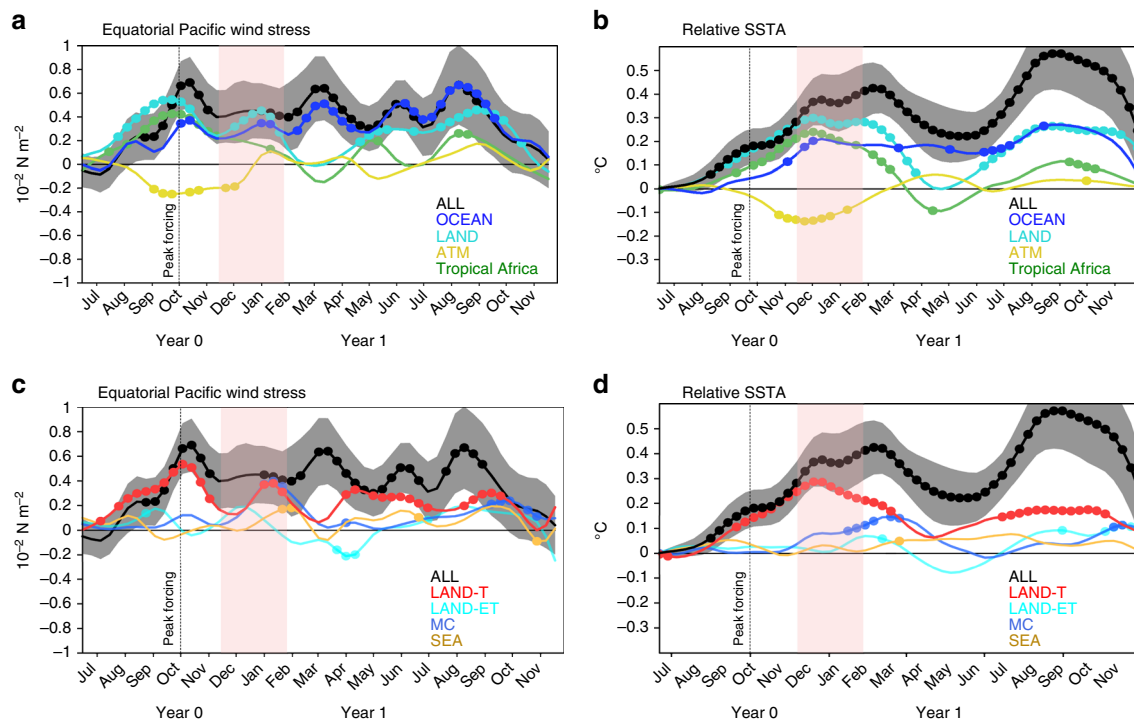 a
Equatorial Pacific wind stress
1
0.8
0.6
0.4
0.2
0
−0.2
−0.4
−0.6
−0.8
−1
10⁻² N m⁻²
Peak forcing
ALL
OCEAN
LAND
ATM
Tropical Africa
Jul Aug Sep Oct Nov Dec Jan Feb Mar Apr May Jun Jul Aug Sep Oct Nov
Year 0 Year 1
b
Relative SSTA
0.5
0.4
0.3
0.2
0.1
0
−0.1
−0.2
−0.3
°C
Peak forcing
ALL
OCEAN
LAND
ATM
Tropical Africa
Jul Aug Sep Oct Nov Dec Jan Feb Mar Apr May Jun Jul Aug Sep Oct Nov
Year 0 Year 1
c
Equatorial Pacific wind stress
1
0.8
0.6
0.4
0.2
0
−0.2
−0.4
−0.6
−0.8
−1
10⁻² N m⁻²
Peak forcing
ALL
LAND-T
LAND-ET
MC
SEA
Jul Aug Sep Oct Nov Dec Jan Feb Mar Apr May Jun Jul Aug Sep Oct Nov
Year 0 Year 1
d
Relative SSTA
0.5
0.4
0.3
0.2
0.1
0
−0.1
−0.2
−0.3
°C
Peak forcing
ALL
LAND-T
LAND-ET
MC
SEA
Jul Aug Sep Oct Nov Dec Jan Feb Mar Apr May Jun Jul Aug Sep Oct Nov
Year 0 Year 1